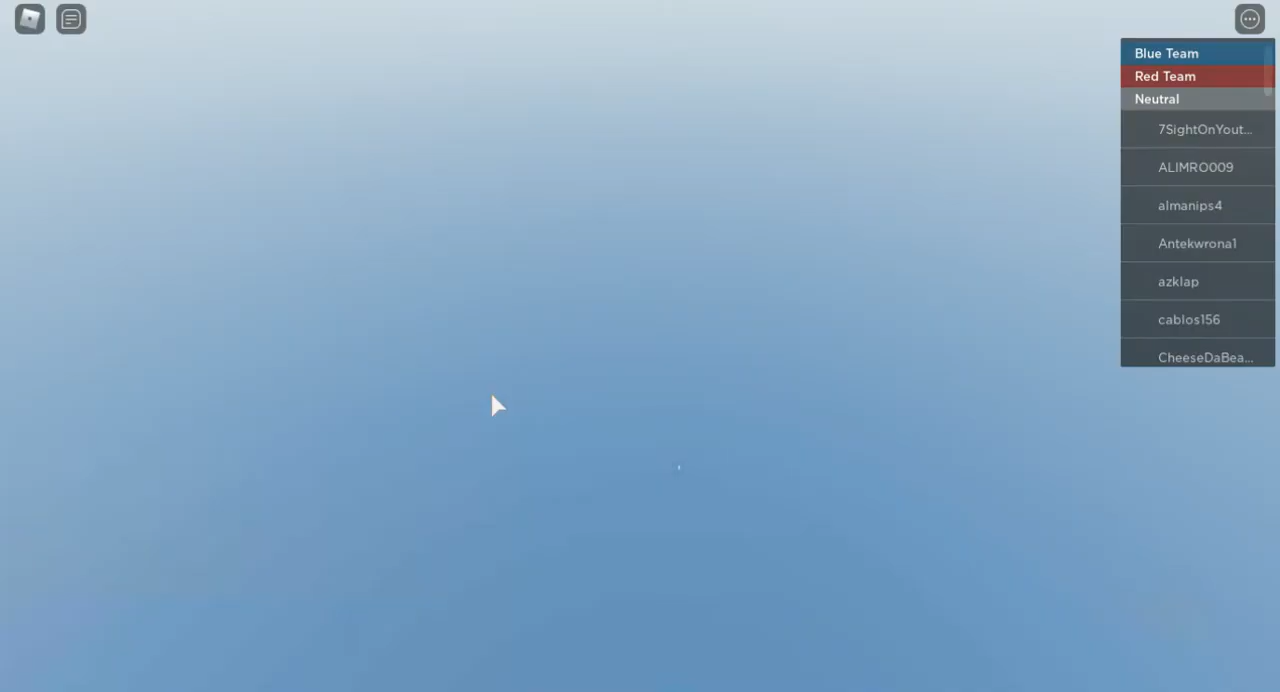 Blue Team
Red Team
Neutral
7SightOnYout...
ALIMRO009
almanips4
Antekwrona1
azklap
cablos156
CheeseDaBea...